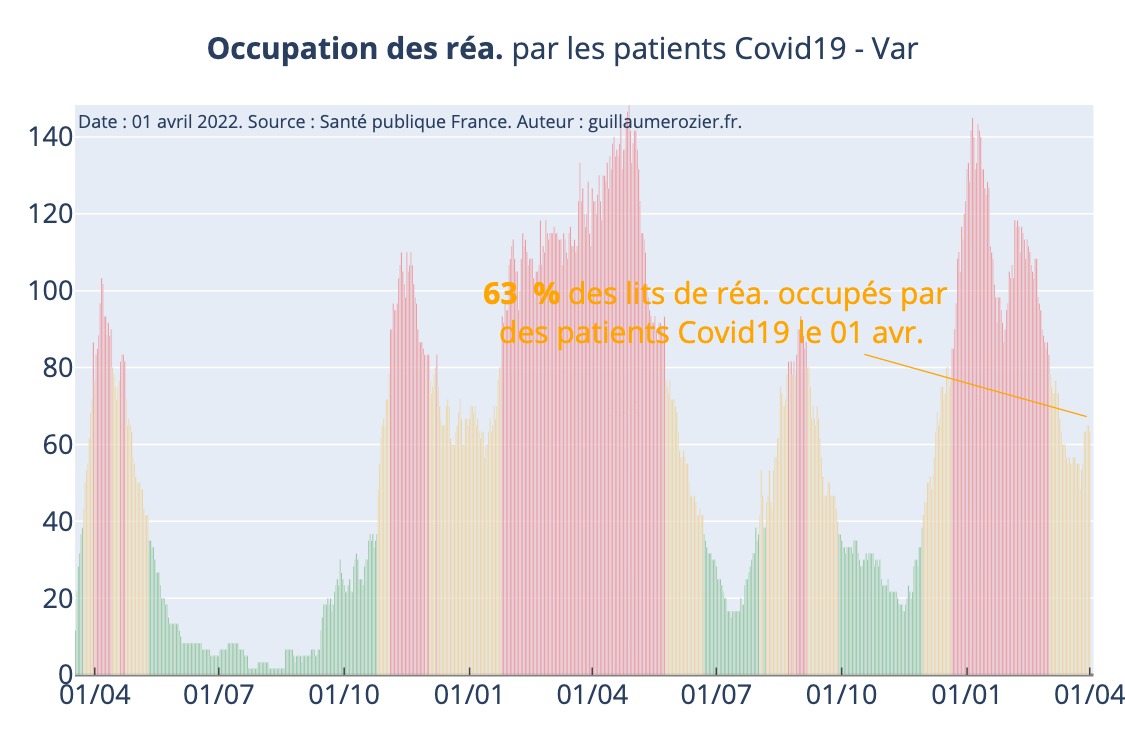 Occupation des réa. par les patients Covid19 - Var
Date : 01 avril 2022. Source : Santé publique France. Auteur : guillaumerozier.fr.
140
120
100
80
60
40
20
0
63 % des lits de réa. occupés par
des patients Covid19 le 01 avr.
01/04 01/07 01/10 01/01 01/04 01/07 01/10 01/01 01/04